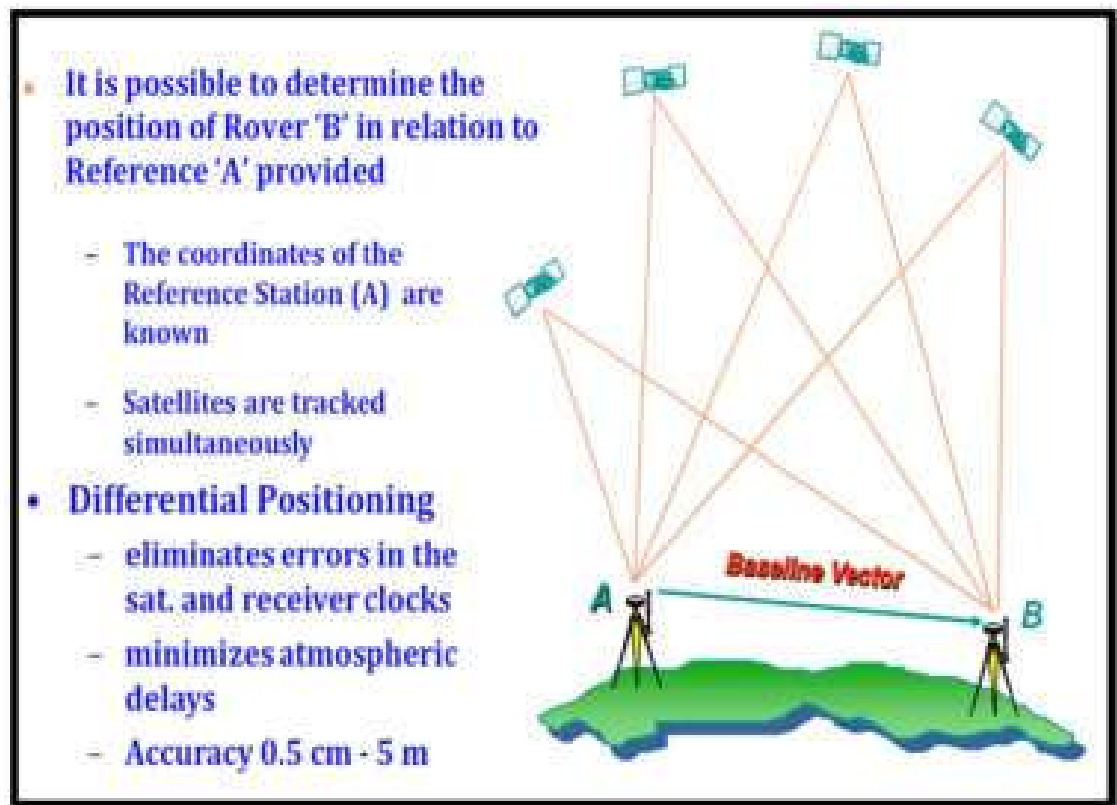 • It is possible to determine the
position of Rover ‘B’ in relation to
Reference ‘A’ provided
– The coordinates of the
Reference Station (A) are
known
– Satellites are tracked
simultaneously
• Differential Positioning
– eliminates errors in the
sat. and receiver clocks
– minimizes atmospheric
delays
– Accuracy 0.5 cm - 5 m
Baseline Vector
A
B